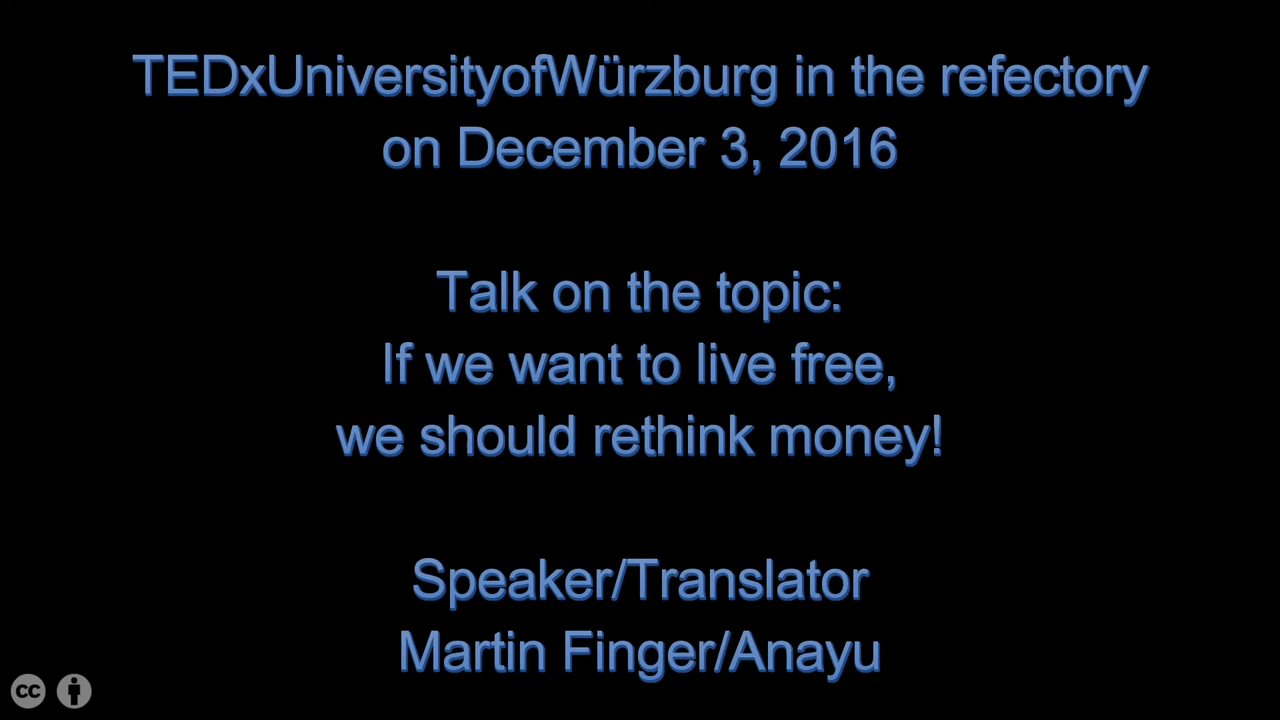 TEDxUniversityofWürzburg in the refectory
on December 3, 2016
Talk on the topic:
If we want to live free,
we should rethink money!
Speaker/Translator
Martin Finger/Anayu
cc